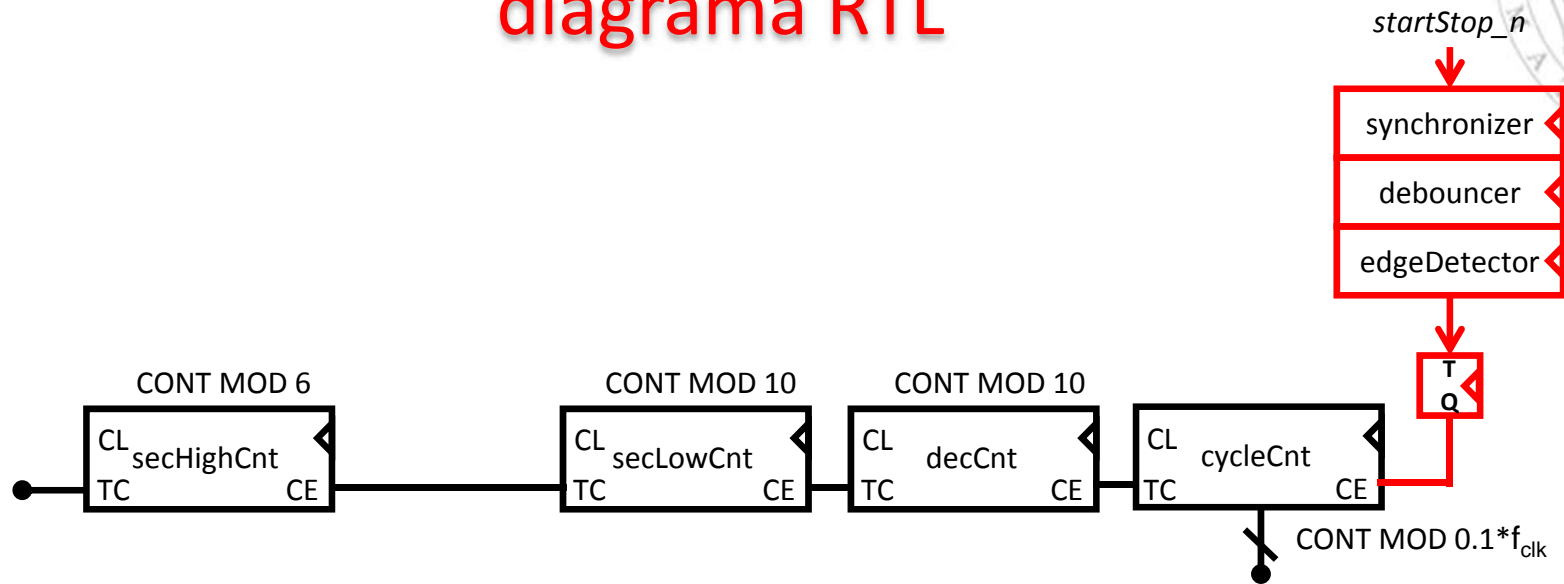 diagrama RTL
startStop_n
synchronizer
debouncer
edgeDetector
T
Q
CONT MOD 6
CONT MOD 10
CONT MOD 10
CL
secHighCnt
TC
CE
CL
secLowCnt
TC
CE
CL
decCnt
TC
CE
CL
cycleCnt
TC
CE
CONT MOD 0.1*fclk